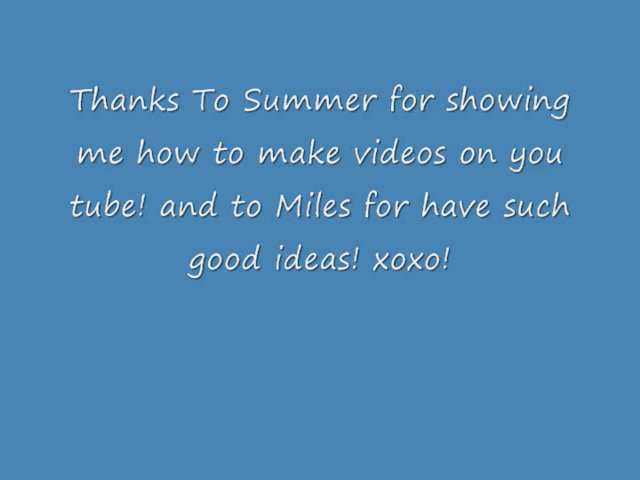 Thanks To Summer for showing
me how to make videos on you
tube! and to Miles for have such
good ideas! xoxo!